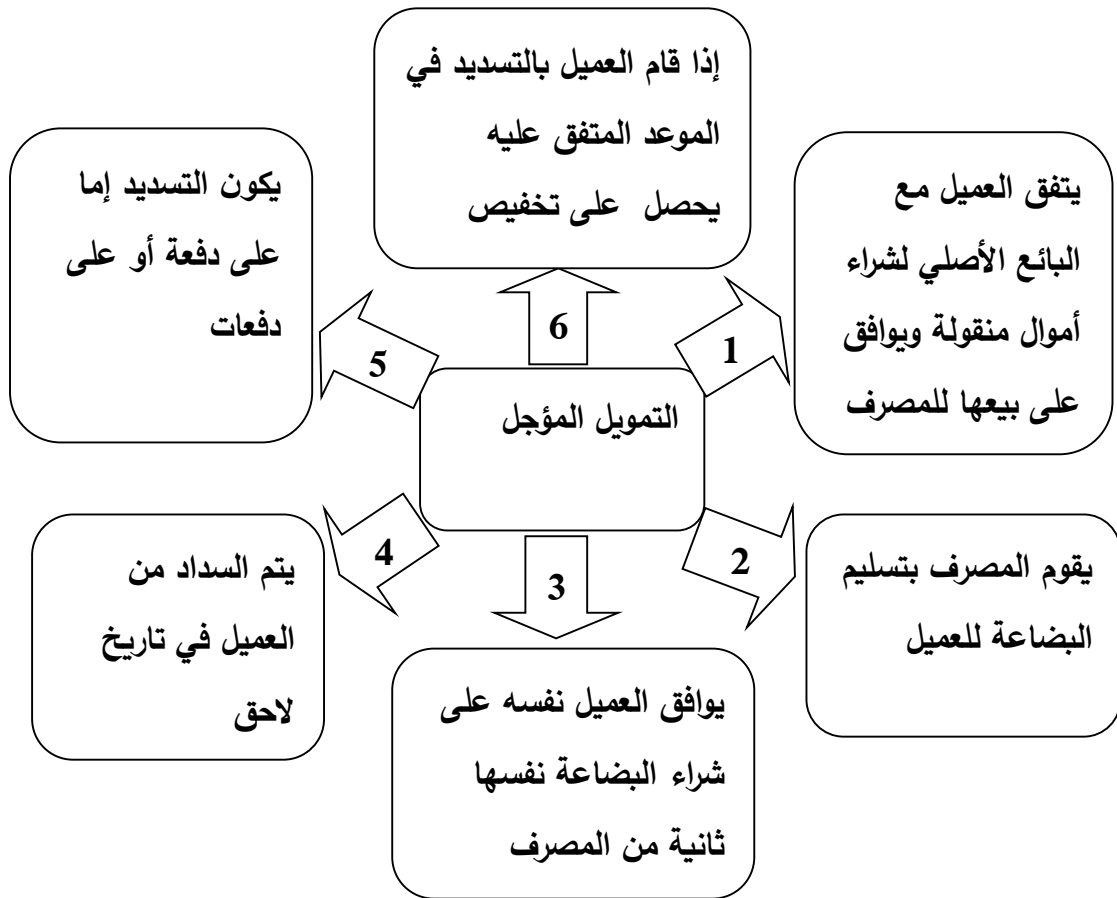 إذا قام العميل بالتسديد في
الموعد المتفق عليه
يحصل على تخفيص
يتفق العميل مع
البائع الأصلي لشراء
أموال منقولة ويوافق
على بيعها للمصرف
يكون التسديد إما
على دفعة أو على
دفعات
6
1
5
التمويل المؤجل
4
3
2
يقوم المصرف بتسليم
البضاعة للعميل
يتم السداد من
العميل في تاريخ
لاحق
يوافق العميل نفسه على
شراء البضاعة نفسها
ثانية من المصرف